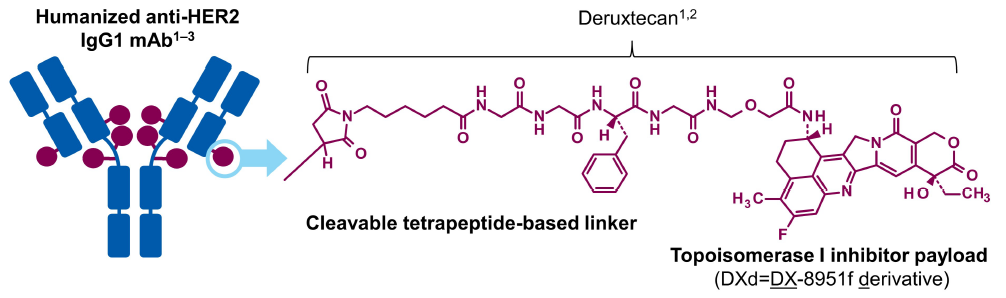 Humanized anti-HER2
IgG1 mAb1–3
Deruxtecan1,2
O
N
O
H
O
H
N
O
N
H
O
H
N
H
O
N
H
O
H
N
O
O
NH
H
O
N
O
O
N
HO
CH3
H3C
F
Cleavable tetrapeptide-based linker
Topoisomerase I inhibitor payload
(DXd=DX-8951f derivative)